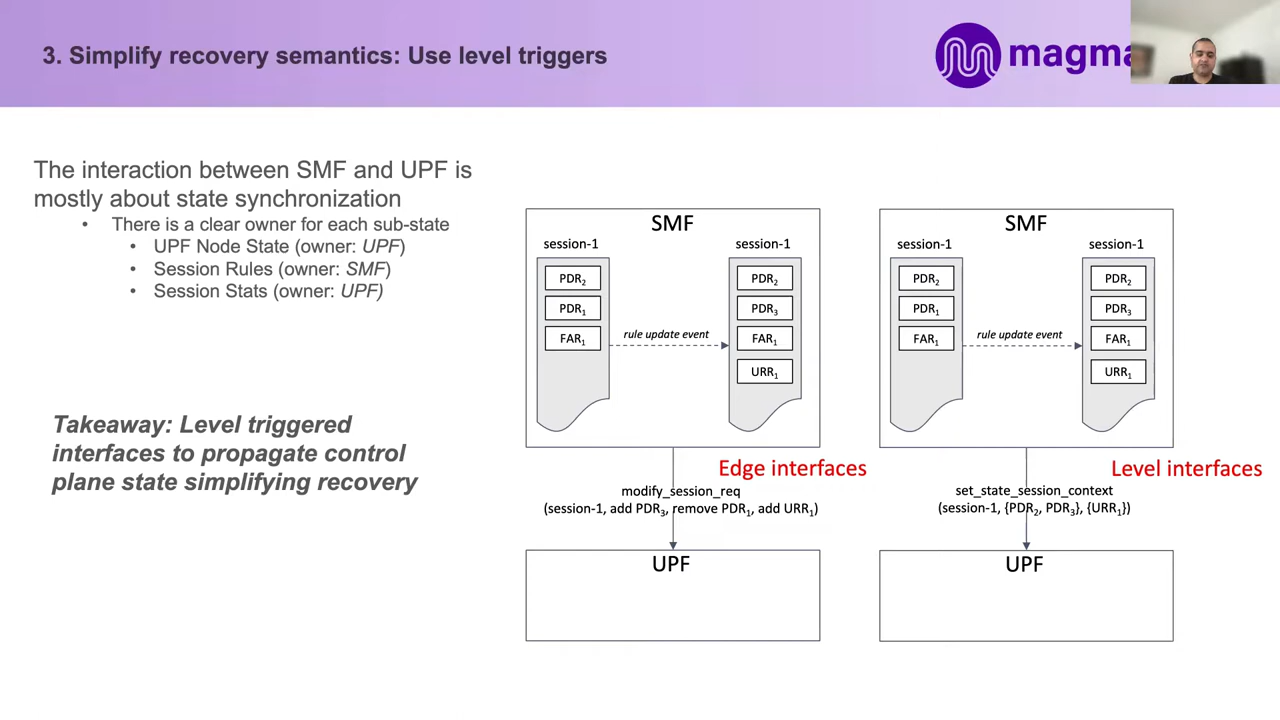 3. Simplify recovery semantics: Use level triggers
magma
The interaction between SMF and UPF is
mostly about state synchronization
• There is a clear owner for each sub-state
• UPF Node State (owner: UPF)
• Session Rules (owner: SMF)
• Session Stats (owner: UPF)
Takeaway: Level triggered
interfaces to propagate control
plane state simplifying recovery
SMF
session-1
PDR₂
PDR₁
FAR₁
rule update event
session-1
PDR₂
PDR₃
FAR₁
URR₁
Edge interfaces
modify_session_req
(session-1, add PDR₃, remove PDR₁, add URR₁)
UPF
SMF
session-1
PDR₂
PDR₁
FAR₁
rule update event
session-1
PDR₂
PDR₃
FAR₁
URR₁
Level interfaces
set_state_session_context
(session-1, {PDR₂, PDR₃}, {URR₁})
UPF